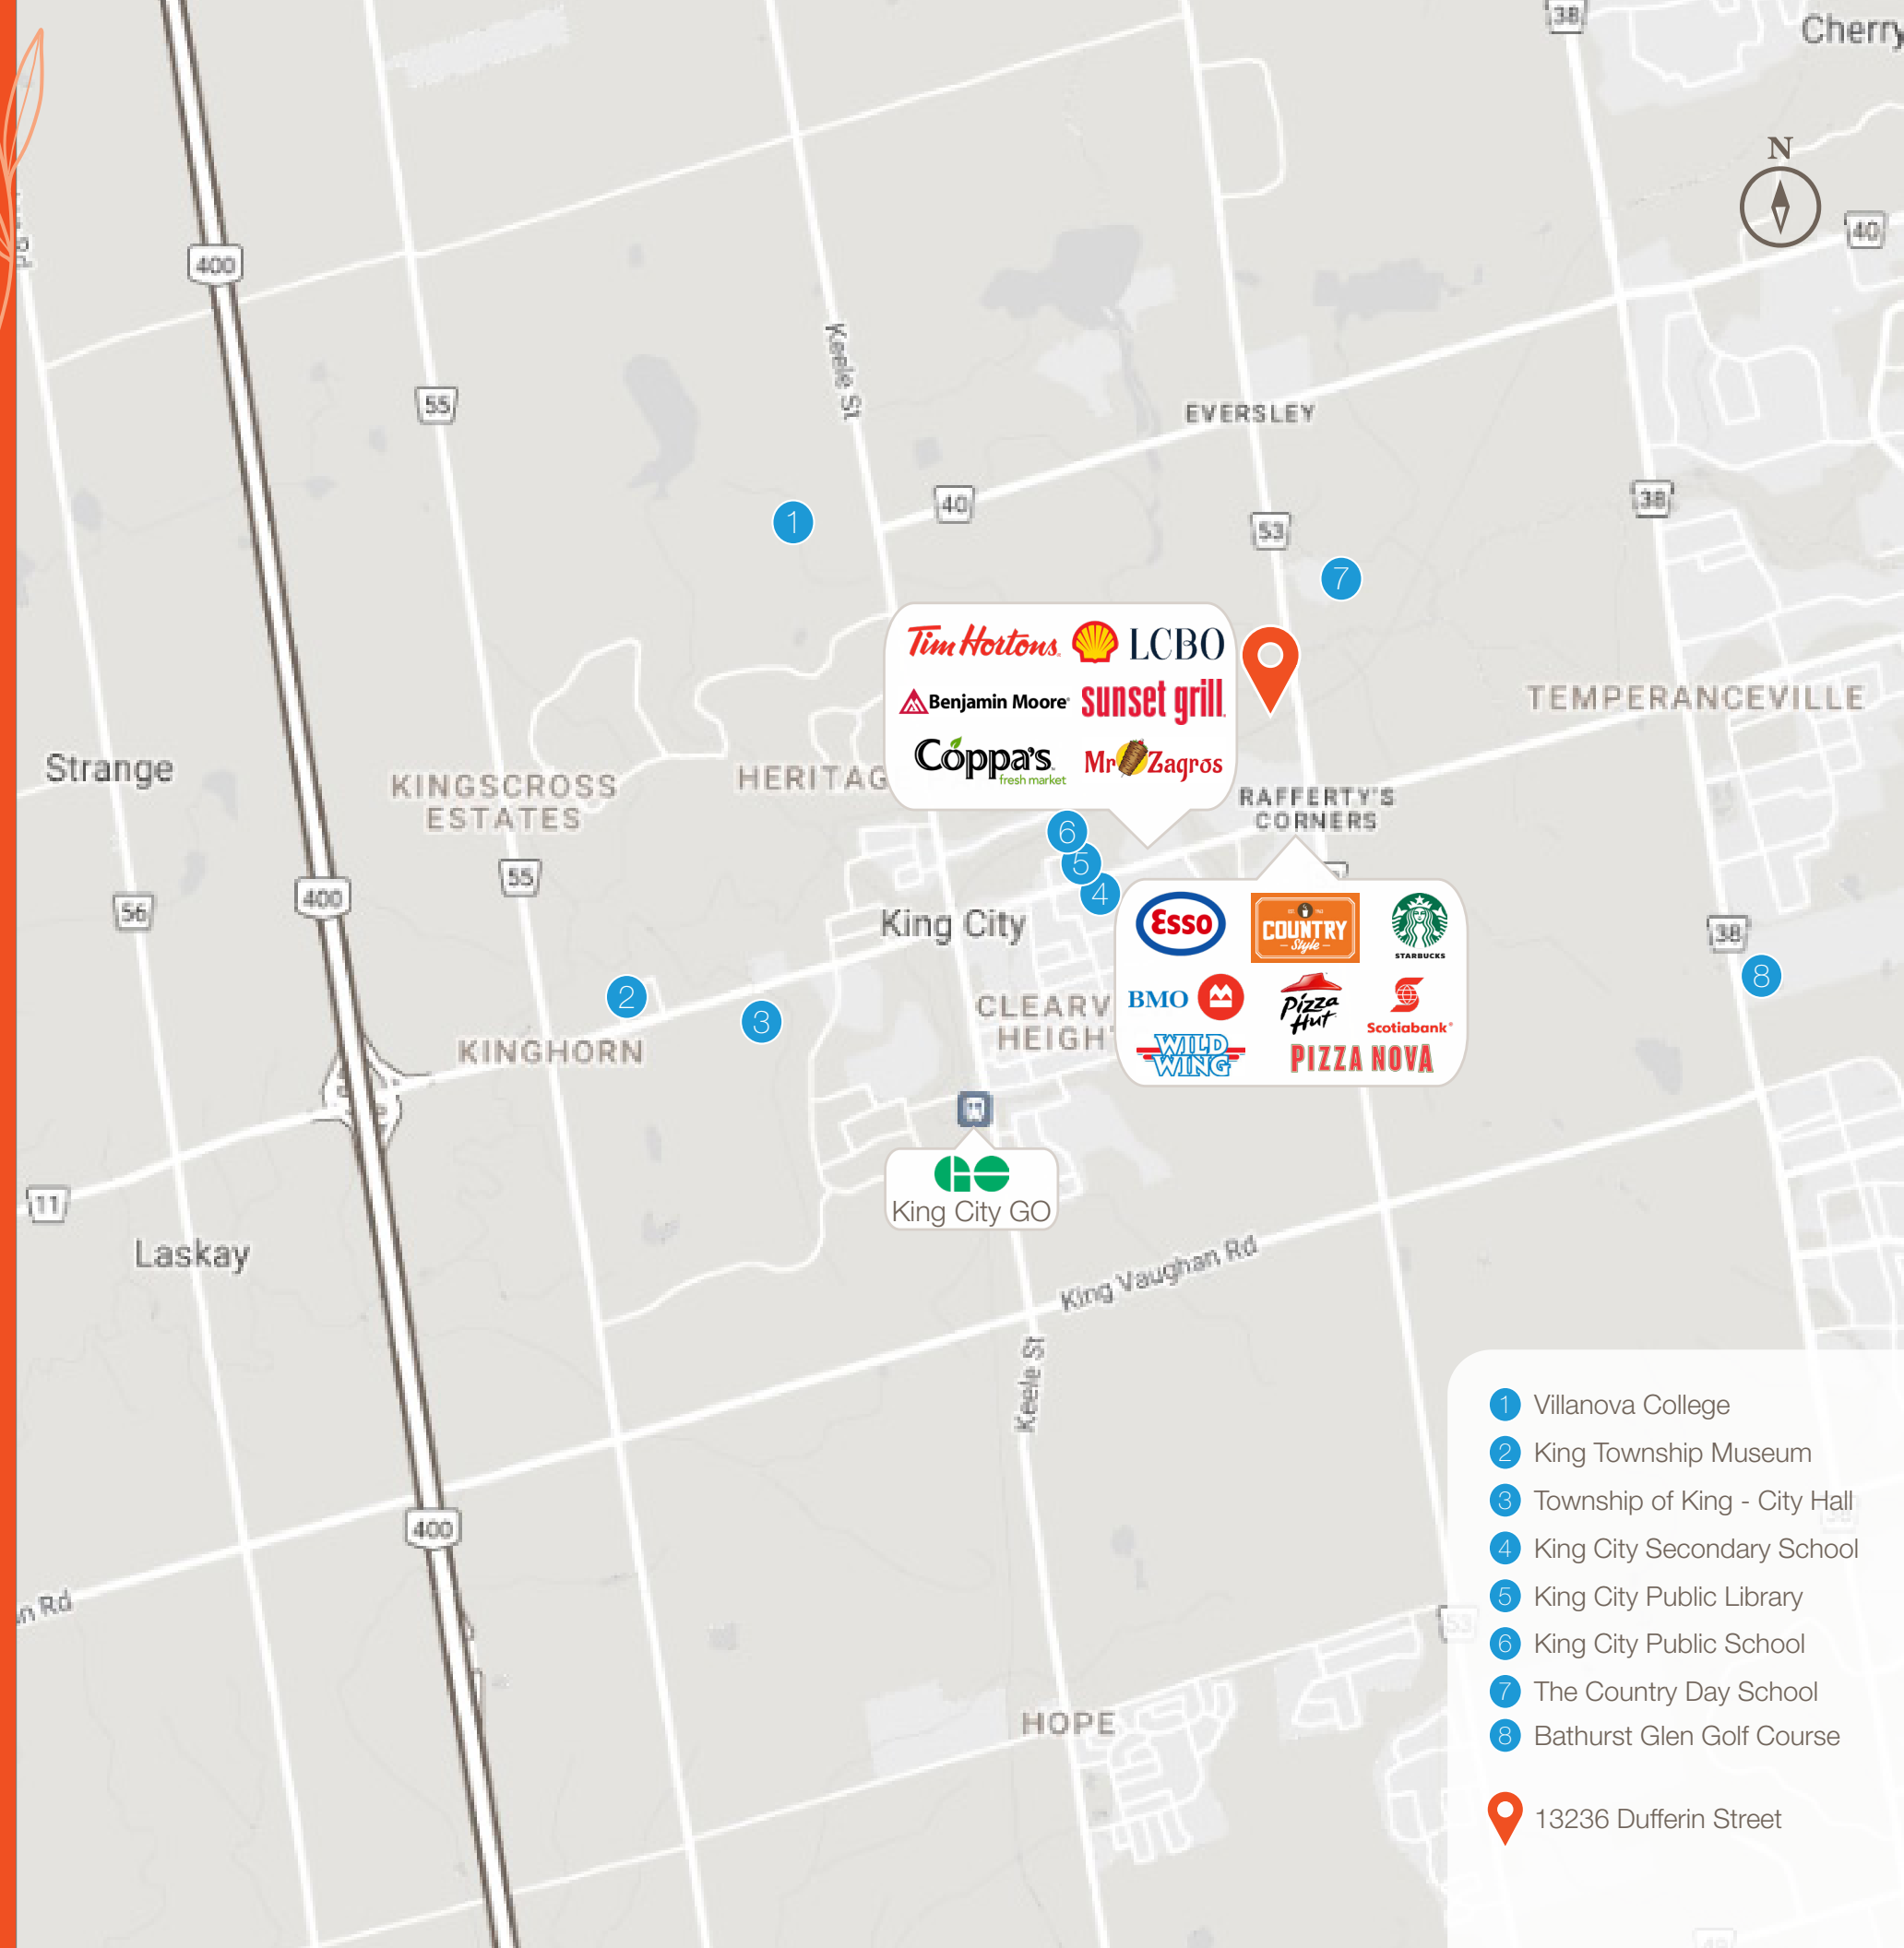 38
Cherry
N
40
400
Keele St
55
EVERSLEY
40
38
53
1
7
Tim Hortons
LCBO
Benjamin Moore
sunset grill
Coppa's
fresh market
Mr Zagros
TEMPERANCEVILLE
Strange
KINGSCROSS
ESTATES
HERITAG
RAFFERTY'S
CORNERS
6
5
4
55
400
56
King City
38
8
Esso
COUNTRY
Style
STARBUCKS
BMO
Pizza
Hut
Scotiabank
WILD
WING
PIZZA NOVA
2
3
CLEARV
HEIGHT
KINGHORN
GO
King City GO
11
Laskay
King Vaughan Rd
Keele St
400
n Rd
53
HOPE
1 Villanova College
2 King Township Museum
3 Township of King - City Hall
4 King City Secondary School
5 King City Public Library
6 King City Public School
7 The Country Day School
8 Bathurst Glen Golf Course
13236 Dufferin Street
38